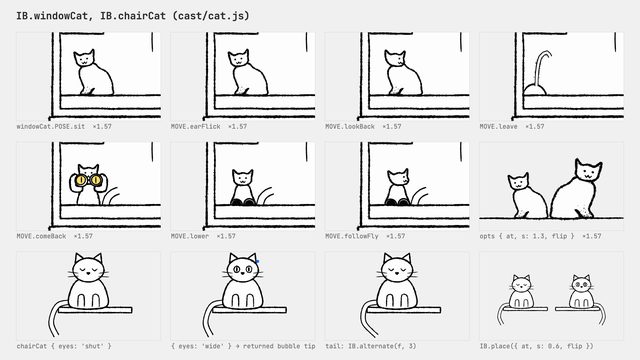 IB.windowCat, IB.chairCat (cast/cat.js)
windowCat.POSE.sit ×1.57
MOVE.earFlick ×1.57
MOVE.lookBack ×1.57
MOVE.leave ×1.57
MOVE.comeBack ×1.57
MOVE.lower ×1.57
MOVE.followFly ×1.57
opts { at, s: 1.3, flip } ×1.57
chairCat { eyes: 'shut' }
{ eyes: 'wide' } → returned bubble tip
tail: IB.alternate(f, 3)
IB.place({ at, s: 0.6, flip })